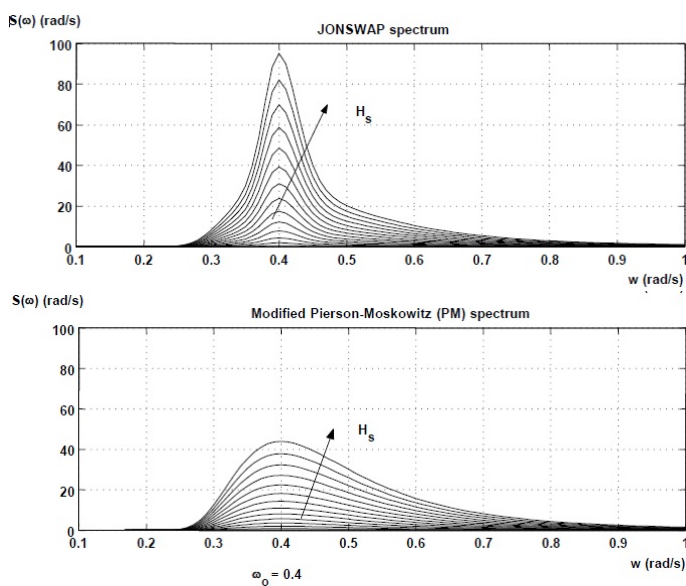 S(ω) (rad/s)
JONSWAP spectrum
100
80
60
40
20
0
H_s
0.1 0.2 0.3 0.4 0.5 0.6 0.7 0.8 0.9 1
w (rad/s)
S(ω) (rad/s)
Modified Pierson-Moskowitz (PM) spectrum
100
80
60
40
20
0
H_s
0.1 0.2 0.3 0.4 0.5 0.6 0.7 0.8 0.9 1
w (rad/s)
ω_o = 0.4